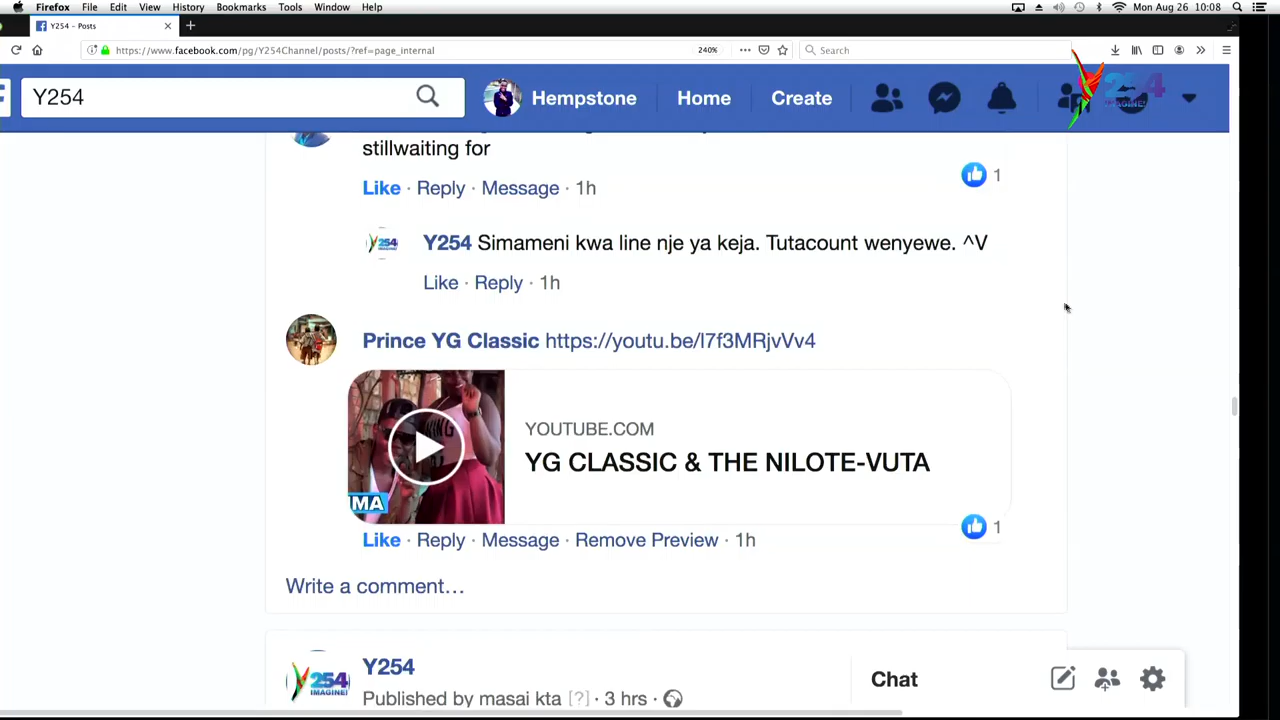 Firefox File Edit View History Bookmarks Tools Window Help Mon Aug 26 10:08
Y254 - Posts
https://www.facebook.com/pg/Y254Channel/posts/?ref=page_internal 240% Search
Y254 Hempstone Home Create
254
IMAGINE!
stillwaiting for
Like · Reply · Message · 1h 1
Y254 Simameni kwa line nje ya keja. Tutacount wenyewe. ^V
Like · Reply · 1h
Prince YG Classic https://youtu.be/l7f3MRjvVv4
YOUTUBE.COM
YG CLASSIC & THE NILOTE-VUTA
MA
Like · Reply · Message · Remove Preview · 1h 1
Write a comment…
Y254
Published by masai kta [?] · 3 hrs ·
254
IMAGINE!
Chat